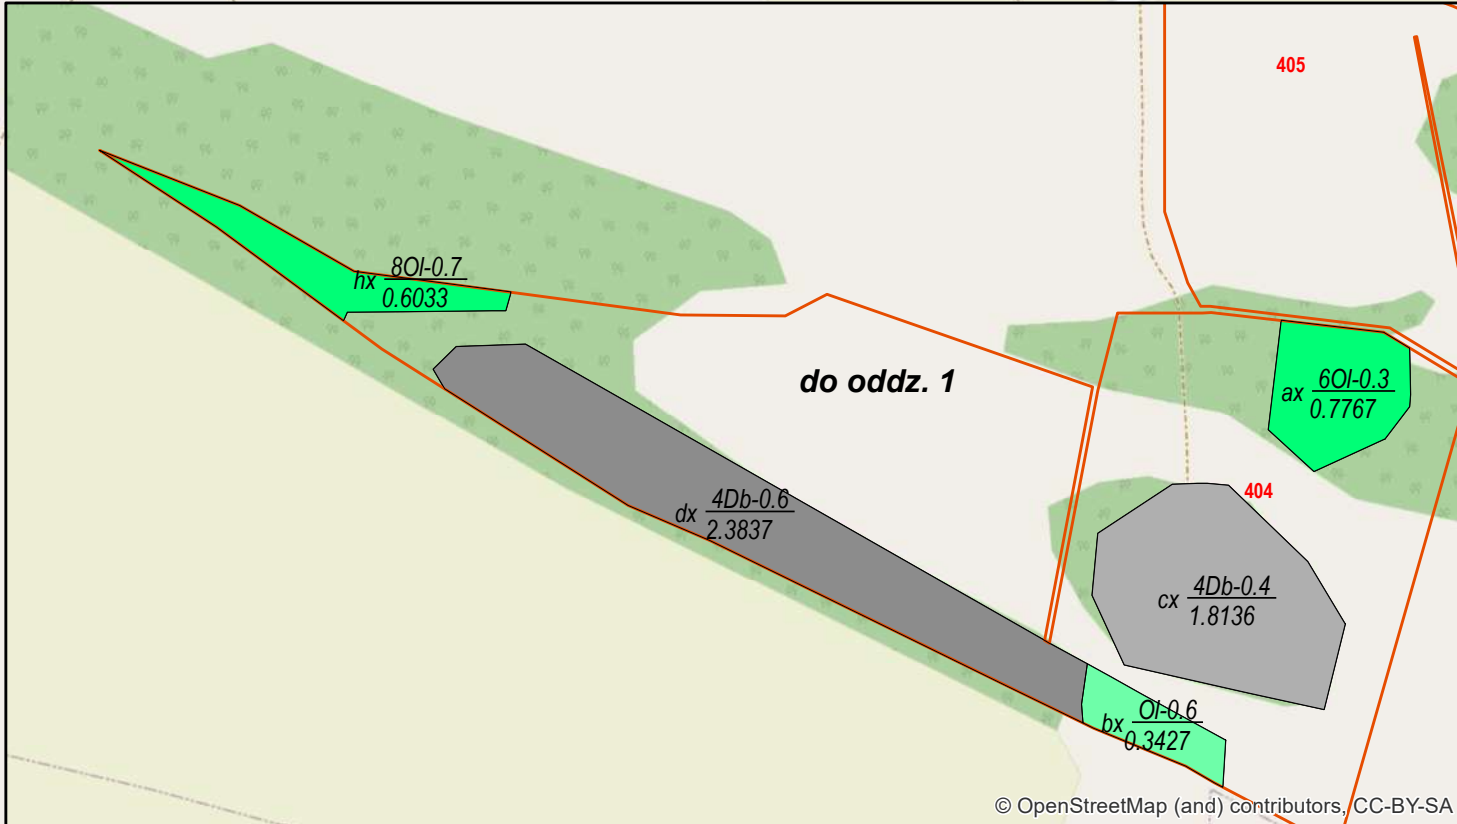 405
hx 8Ol-0.7
0.6033
do oddz. 1
ax 6Ol-0.3
0.7767
dx 4Db-0.6
2.3837
404
cx 4Db-0.4
1.8136
bx Ol-0.6
0.3427
© OpenStreetMap (and) contributors, CC-BY-SA